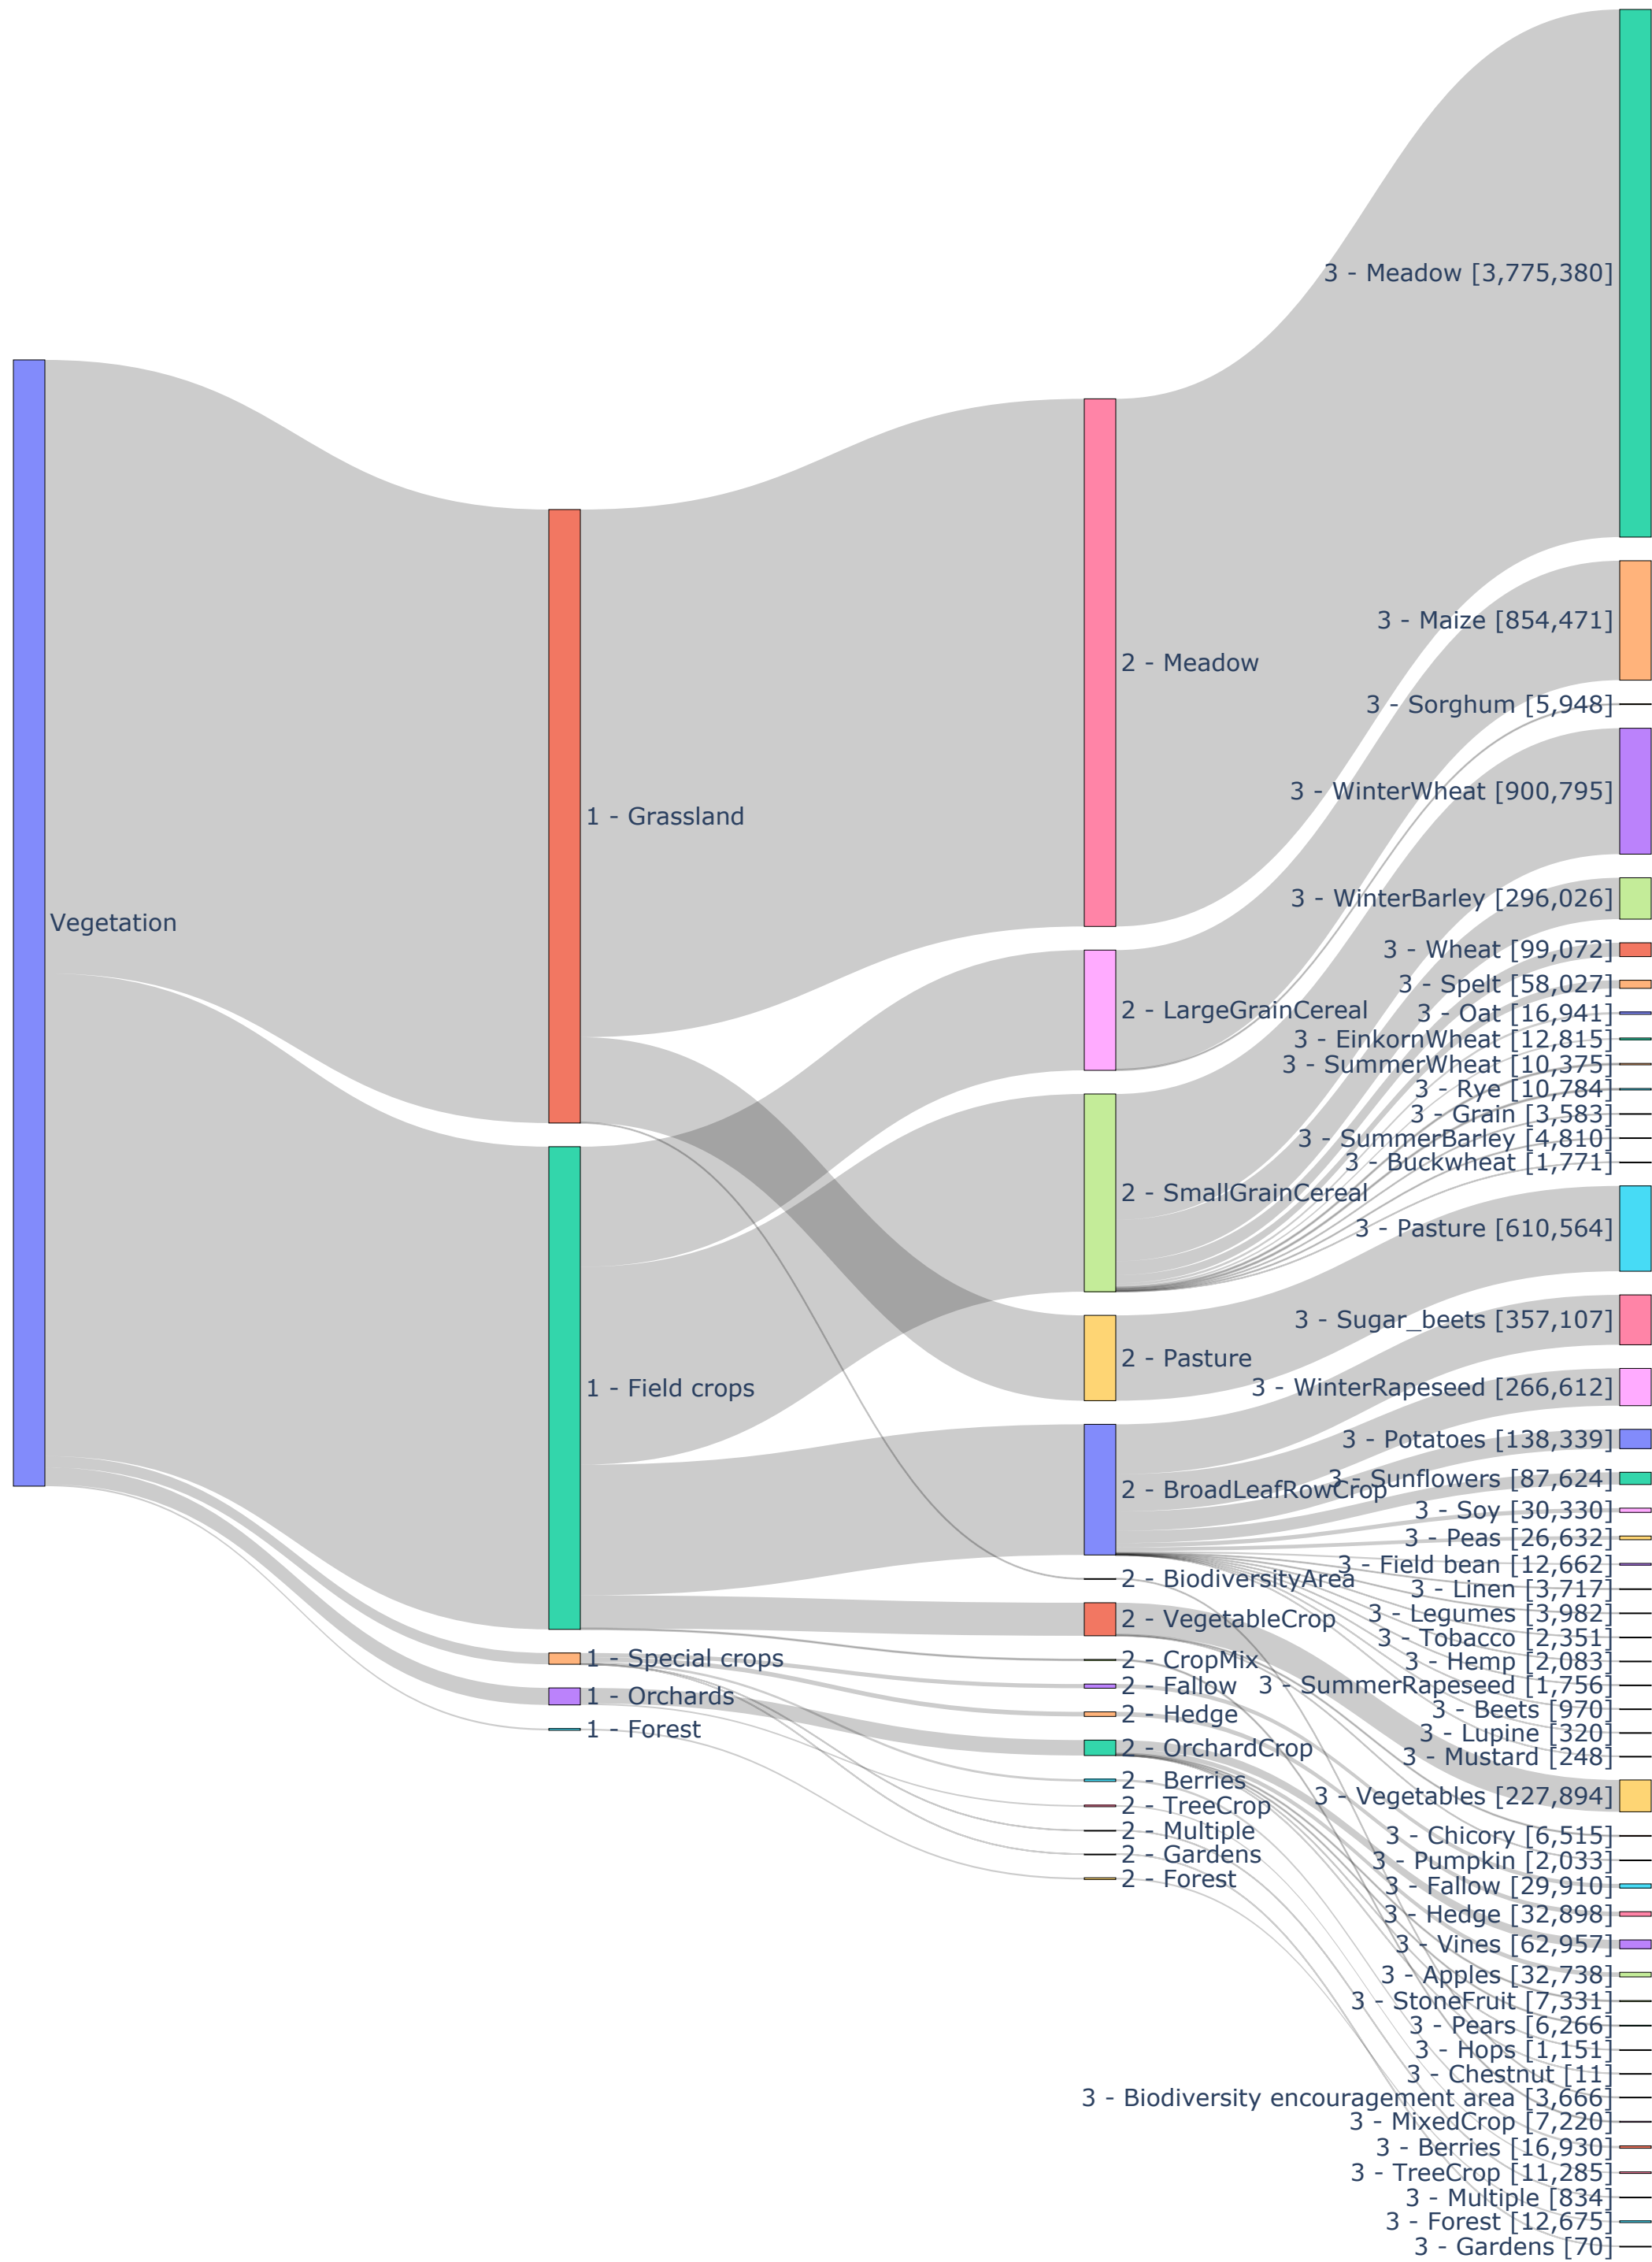 Vegetation
1 - Grassland
1 - Field crops
1 - Special crops
1 - Orchards
1 - Forest
2 - Meadow
2 - LargeGrainCereal
2 - SmallGrainCereal
2 - Pasture
2 - BroadLeafRowCrop
2 - BiodiversityArea
2 - VegetableCrop
2 - CropMix
2 - Fallow
2 - Hedge
2 - OrchardCrop
2 - Berries
2 - TreeCrop
2 - Multiple
2 - Gardens
2 - Forest
3 - Meadow [3,775,380]
3 - Maize [854,471]
3 - Sorghum [5,948]
3 - WinterWheat [900,795]
3 - WinterBarley [296,026]
3 - Wheat [99,072]
3 - Spelt [58,027]
3 - Oat [16,941]
3 - EinkornWheat [12,815]
3 - SummerWheat [10,375]
3 - Rye [10,784]
3 - Grain [3,583]
3 - SummerBarley [4,810]
3 - Buckwheat [1,771]
3 - Pasture [610,564]
3 - Sugar_beets [357,107]
3 - WinterRapeseed [266,612]
3 - Potatoes [138,339]
3 - Sunflowers [87,624]
3 - Soy [30,330]
3 - Peas [26,632]
3 - Field bean [12,662]
3 - Linen [3,717]
3 - Legumes [3,982]
3 - Tobacco [2,351]
3 - Hemp [2,083]
3 - SummerRapeseed [1,756]
3 - Beets [970]
3 - Lupine [320]
3 - Mustard [248]
3 - Vegetables [227,894]
3 - Chicory [6,515]
3 - Pumpkin [2,033]
3 - Fallow [29,910]
3 - Hedge [32,898]
3 - Vines [62,957]
3 - Apples [32,738]
3 - StoneFruit [7,331]
3 - Pears [6,266]
3 - Hops [1,151]
3 - Chestnut [11]
3 - Biodiversity encouragement area [3,666]
3 - MixedCrop [7,220]
3 - Berries [16,930]
3 - TreeCrop [11,285]
3 - Multiple [834]
3 - Forest [12,675]
3 - Gardens [70]